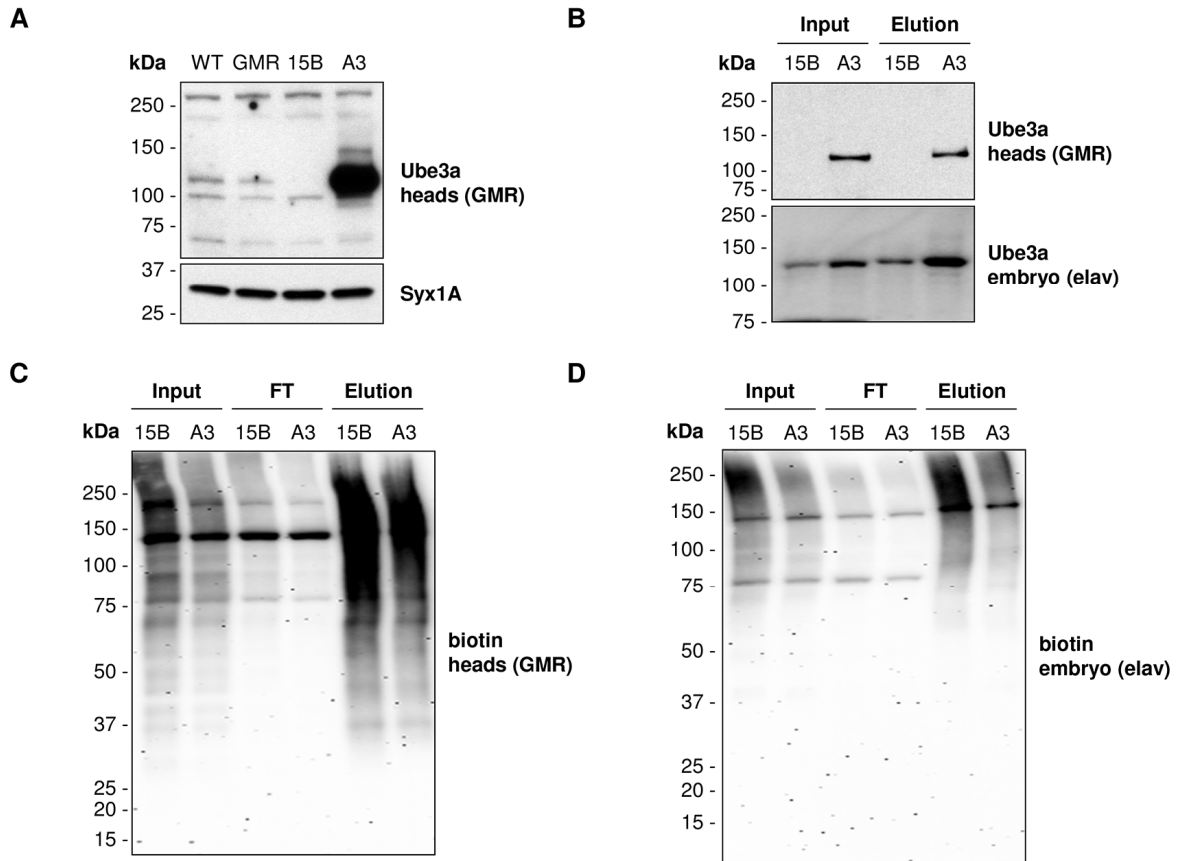 A
kDa WT GMR 15B A3
250 -
150 -
100 -
75 -
37 -
25 -
Ube3a
heads (GMR)
Syx1A
B
Input Elution
kDa 15B A3 15B A3
250 -
150 -
100 -
75 -
250 -
150 -
100 -
75 -
Ube3a
heads (GMR)
Ube3a
embryo (elav)
C
Input FT Elution
kDa 15B A3 15B A3 15B A3
250 -
150 -
100 -
75 -
50 -
37 -
25 -
20 -
15 -
biotin
heads (GMR)
D
Input FT Elution
kDa 15B A3 15B A3 15B A3
250 -
150 -
100 -
75 -
50 -
37 -
25 -
20 -
15 -
biotin
embryo (elav)